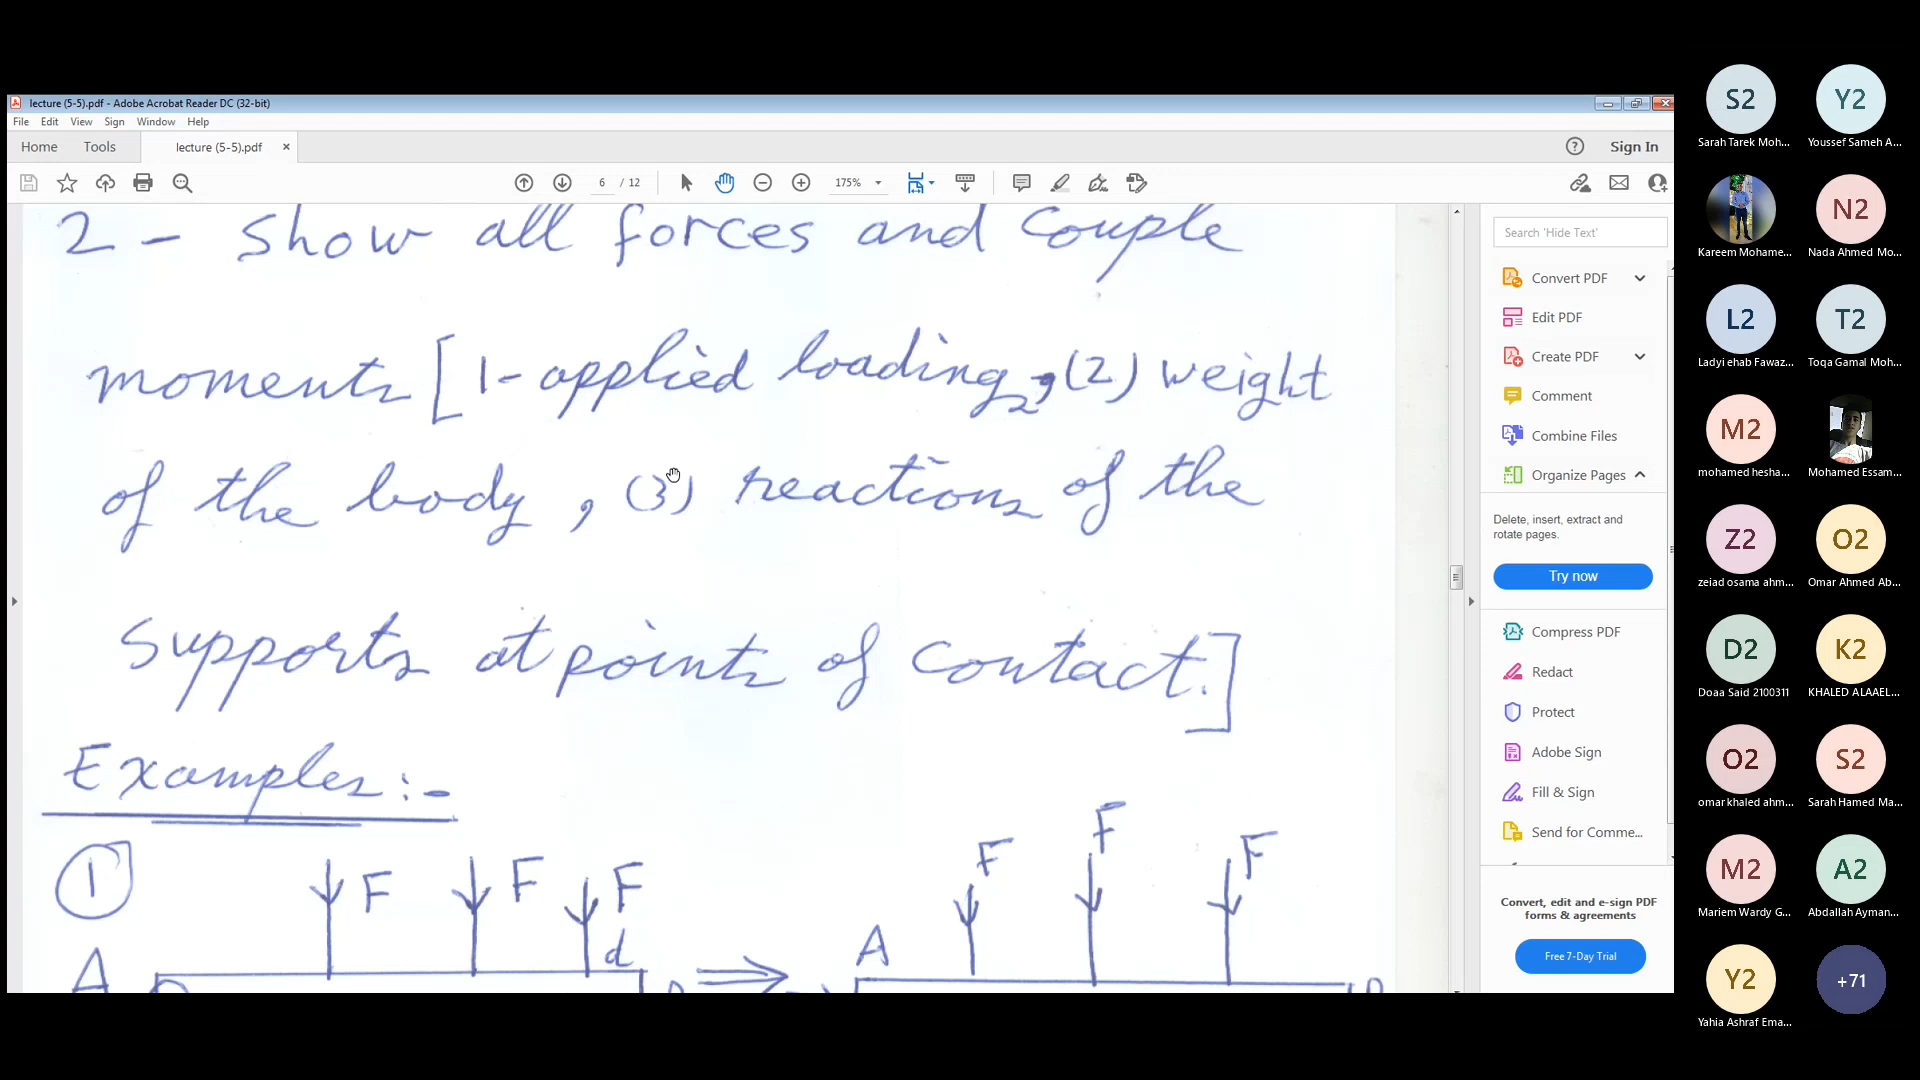 lecture (5-5).pdf - Adobe Acrobat Reader DC (32-bit)
File Edit View Sign Window Help
Home Tools lecture (5-5).pdf × Sign In
6 / 12 175%
2 - show all forces and Couple
moments [1- applied loading, (2) weight
of the body, (3) reactions of the
supports at points of contact.]
Examples :-
1
F F F
d
A
F F F
A
Search 'Hide Text'
Convert PDF
Edit PDF
Create PDF
Comment
Combine Files
Organize Pages
Delete, insert, extract and
rotate pages.
Try now
Compress PDF
Redact
Protect
Adobe Sign
Fill & Sign
Send for Comme...
Convert, edit and e-sign PDF
forms & agreements
Free 7-Day Trial
S2 Y2
Sarah Tarek Moh... Youssef Sameh A...
N2
Kareem Mohame... Nada Ahmed Mo...
L2 T2
Ladyi ehab Fawaz... Toqa Gamal Moh...
M2
mohamed hesha... Mohamed Essam...
Z2 O2
zeiad osama ahm... Omar Ahmed Ab...
D2 K2
Doaa Said 2100311 KHALED ALAAEL...
O2 S2
omar khaled ahm... Sarah Hamed Ma...
M2 A2
Mariem Wardy G... Abdallah Ayman...
Y2 +71
Yahia Ashraf Ema...